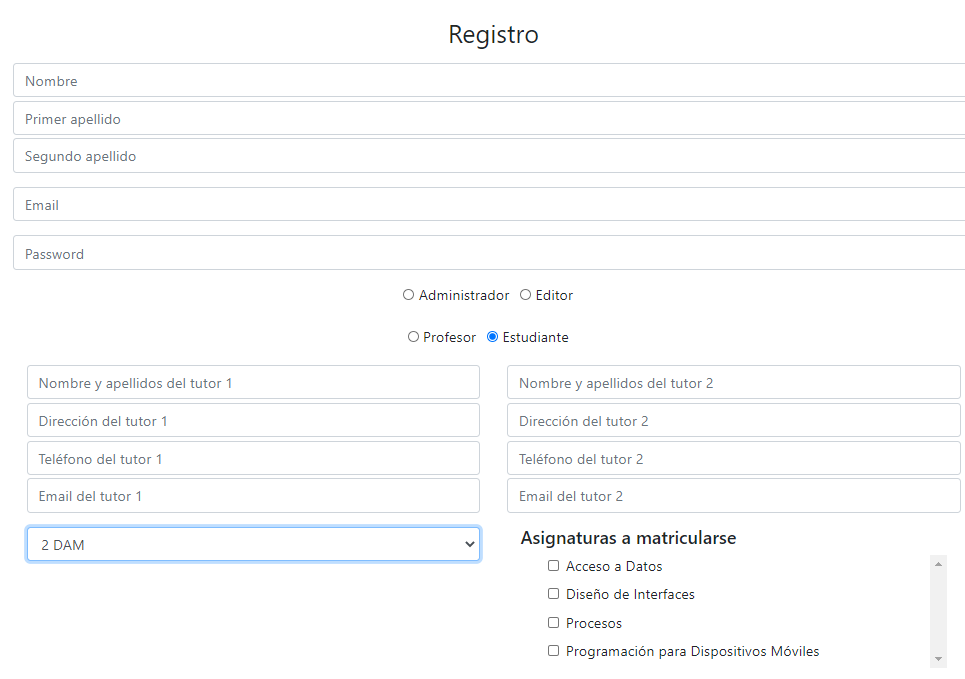 Registro
Nombre
Primer apellido
Segundo apellido
Email
Password
Administrador Editor
Profesor Estudiante
Nombre y apellidos del tutor 1
Dirección del tutor 1
Teléfono del tutor 1
Email del tutor 1
Nombre y apellidos del tutor 2
Dirección del tutor 2
Teléfono del tutor 2
Email del tutor 2
2 DAM
Asignaturas a matricularse
Acceso a Datos
Diseño de Interfaces
Procesos
Programación para Dispositivos Móviles